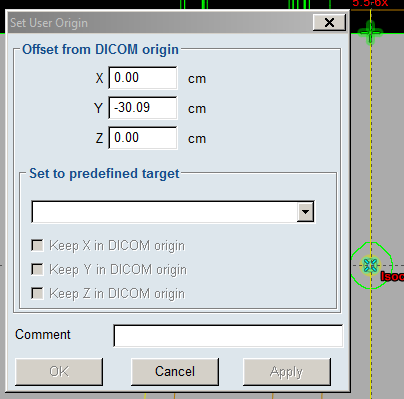 5.5-6X
Set User Origin
Offset from DICOM origin
X 0.00 cm
Y -30.09 cm
Z 0.00 cm
Set to predefined target
Keep X in DICOM origin
Keep Y in DICOM origin
Keep Z in DICOM origin
Isoc
Comment
OK Cancel Apply